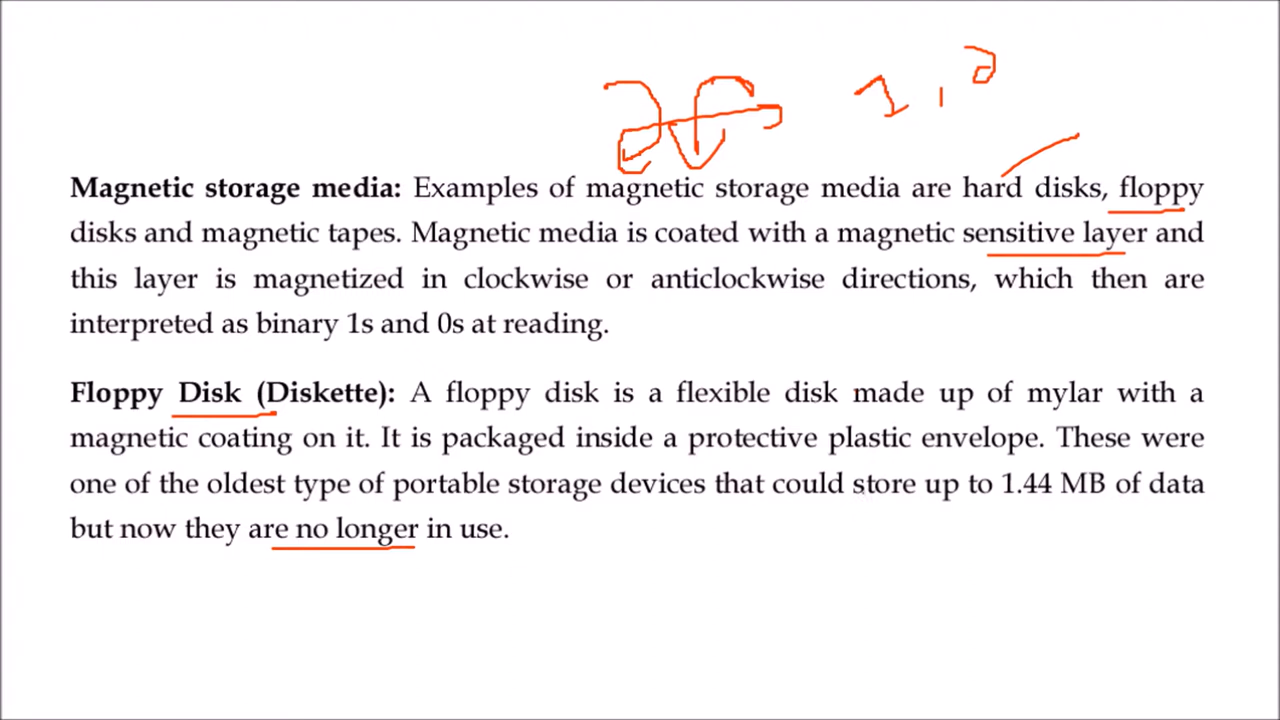 1,0
Magnetic storage media: Examples of magnetic storage media are hard disks, floppy
disks and magnetic tapes. Magnetic media is coated with a magnetic sensitive layer and
this layer is magnetized in clockwise or anticlockwise directions, which then are
interpreted as binary 1s and 0s at reading.
Floppy Disk (Diskette): A floppy disk is a flexible disk made up of mylar with a
magnetic coating on it. It is packaged inside a protective plastic envelope. These were
one of the oldest type of portable storage devices that could store up to 1.44 MB of data
but now they are no longer in use.